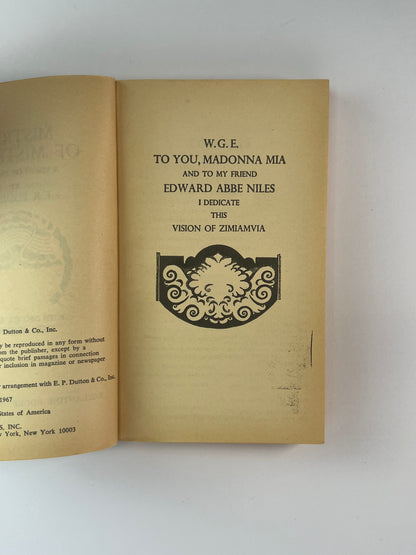 Dutton & Co., Inc.
be reproduced in any form without
from the publisher, except by a
quote brief passages in connection
inclusion in magazine or newspaper
arrangement with E. P. Dutton & Co., Inc.
1967
States of America
INC.
York, New York 10003
W. G. E.
TO YOU, MADONNA MIA
AND TO MY FRIEND
EDWARD ABBE NILES
I DEDICATE
THIS
VISION OF ZIMIAMVIA